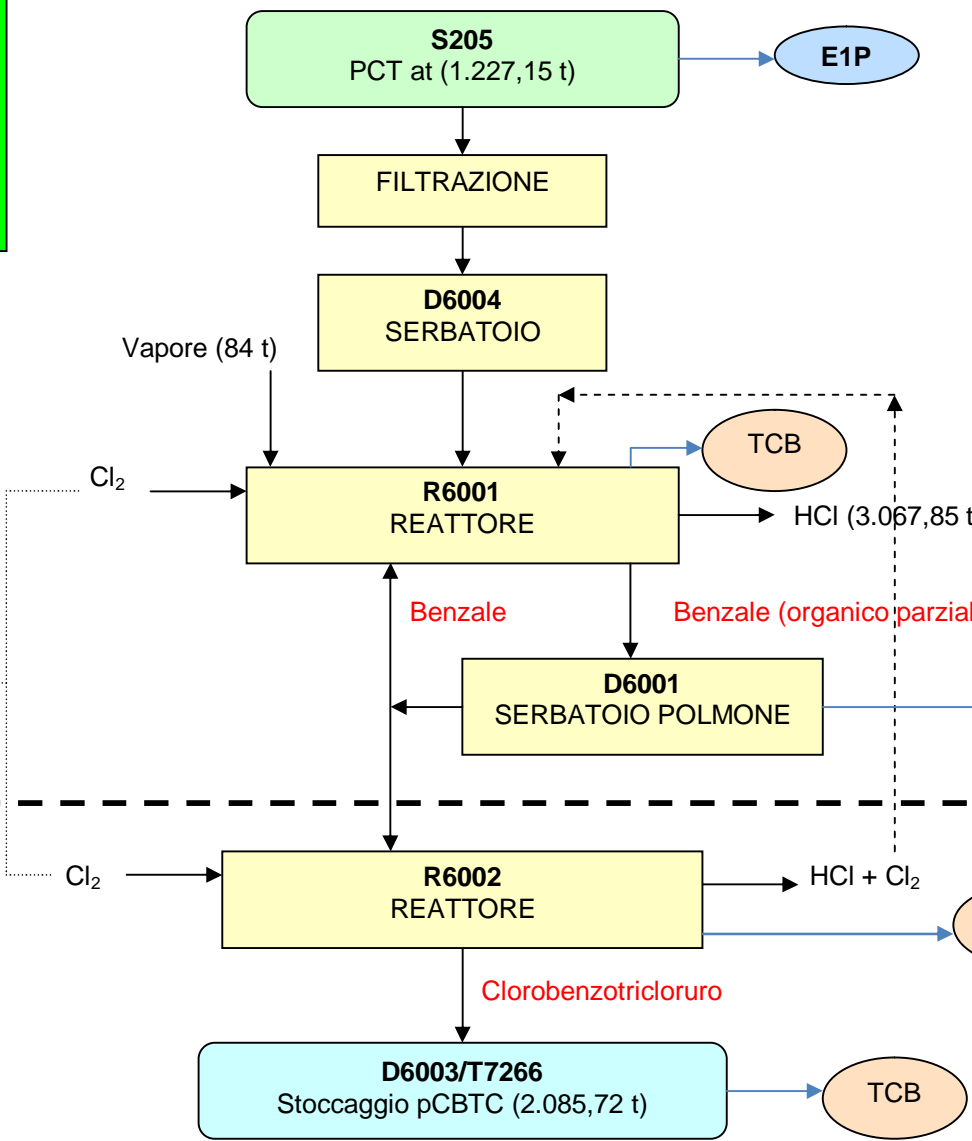 S205
PCT at (1.227,15 t)
E1P
FILTRAZIONE
D6004
SERBATOIO
Vapore (84 t)
TCB
Cl₂
R6001
REATTORE
HCl (3.067,85 t
Benzale
Benzale (organico parzial
D6001
SERBATOIO POLMONE
Cl₂
R6002
REATTORE
HCl + Cl₂
Clorobenzotricloruro
D6003/T7266
Stoccaggio pCBTC (2.085,72 t)
TCB